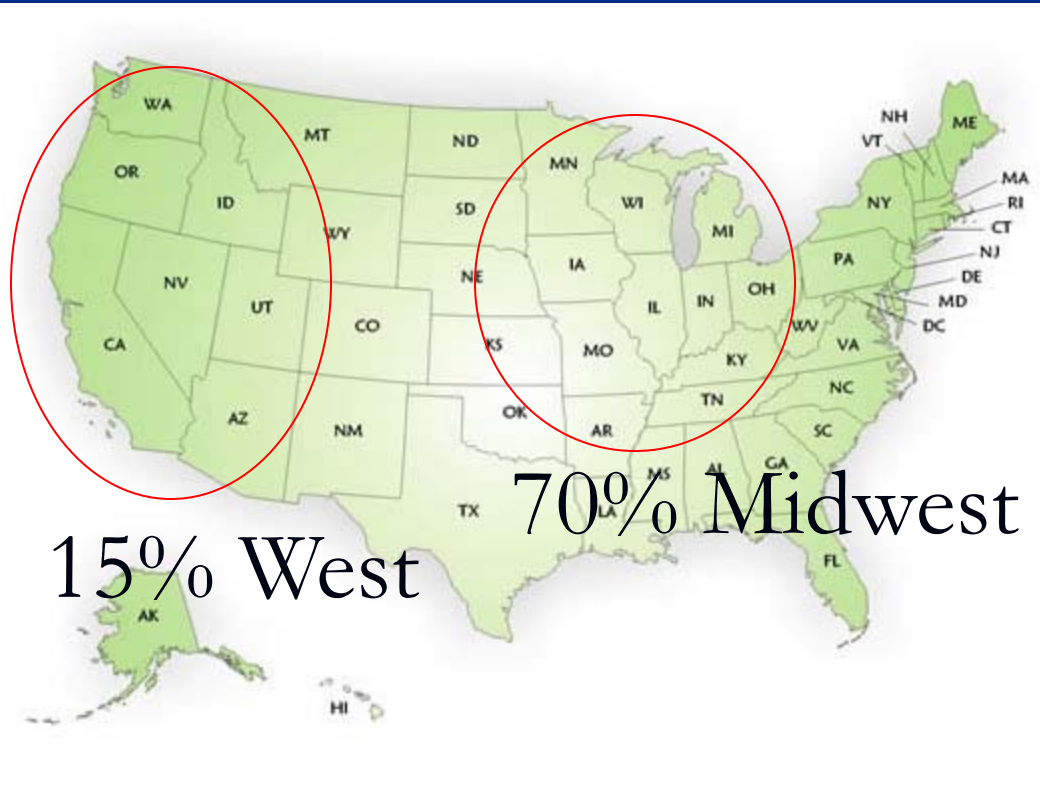 WA
MT
ND
MN
OR
ID
SD
WI
WY
MI
NE
IA
NV
UT
CO
CA
KS
IL
IN
OH
MO
KY
WV
AZ
NM
OK
AR
TN
TX
LA
MS
AL
GA
SC
NC
VA
PA
NY
VT
NH
ME
MA
RI
CT
NJ
DE
MD
DC
FL
70% Midwest
15% West
AK
HI